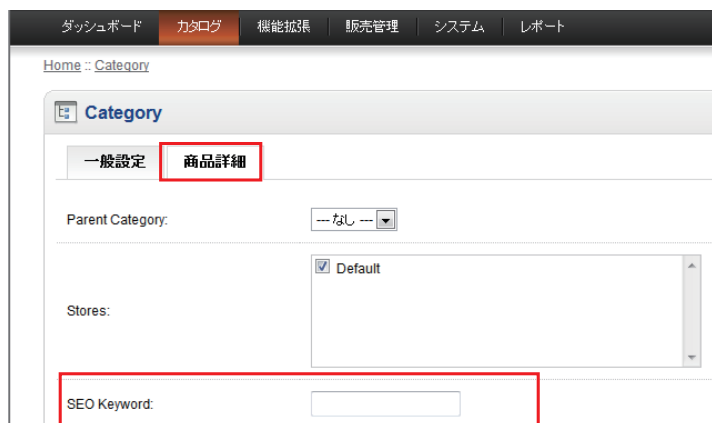 ダッシュボード カタログ 機能拡張 販売管理 システム レポート
Home :: Category
Category
一般設定 商品詳細
Parent Category: --- なし ---
Default
Stores:
SEO Keyword: